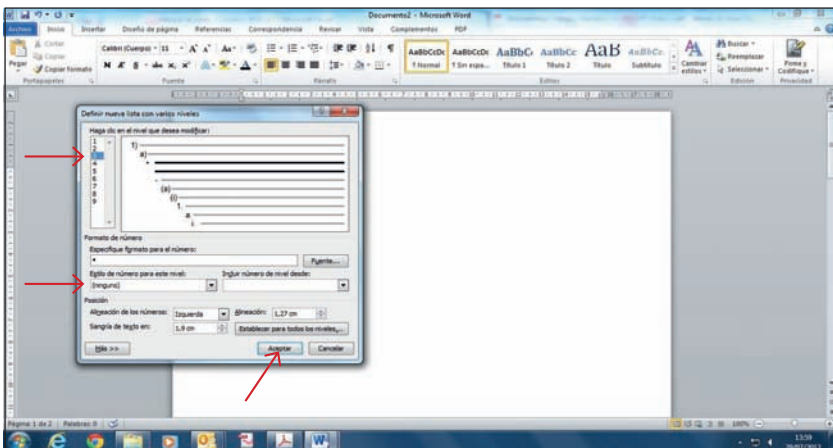 Documento2 - Microsoft Word
Archivo Inicio Insertar Diseño de página Referencias Correspondencia Revisar Vista Complementos PDF
Pegar
Cortar
Copiar
Copiar formato
Calibri (Cuerpo) 11
N K S abc
AaBbCcDc AaBbCcDc AaBbC AaBbCc AaB AaBbCc.
¶ Normal ¶ Sin espa... Título 1 Título 2 Título Subtítulo
Cambiar estilos
Buscar
Reemplazar
Seleccionar
Firma y Codifique
Portapapeles Fuente Párrafo Estilos Edición Privacidad
Definir nueva lista con varios niveles
Haga clic en el nivel que desea modificar:
1
2
3
4
5
6
7
8
9
1)
a)
(a)
(i)
1.
a.
i.
Formato de número
Especifique formato para el número:
Fuente...
Estilo de número para este nivel: Incluir número de nivel desde:
(ninguno)
Posición
Alineación de los números: Izquierda Alineación: 1,27 cm
Sangría de texto en: 1,9 cm Establecer para todos los niveles...
Más >> Aceptar Cancelar
Página: 1 de 2 Palabras: 0 100%
13:59